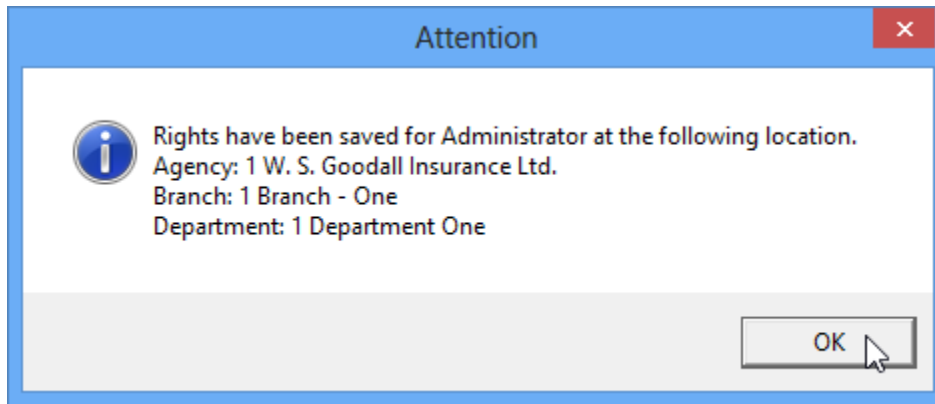 Attention
Rights have been saved for Administrator at the following location.
Agency: 1 W. S. Goodall Insurance Ltd.
Branch: 1 Branch - One
Department: 1 Department One
OK